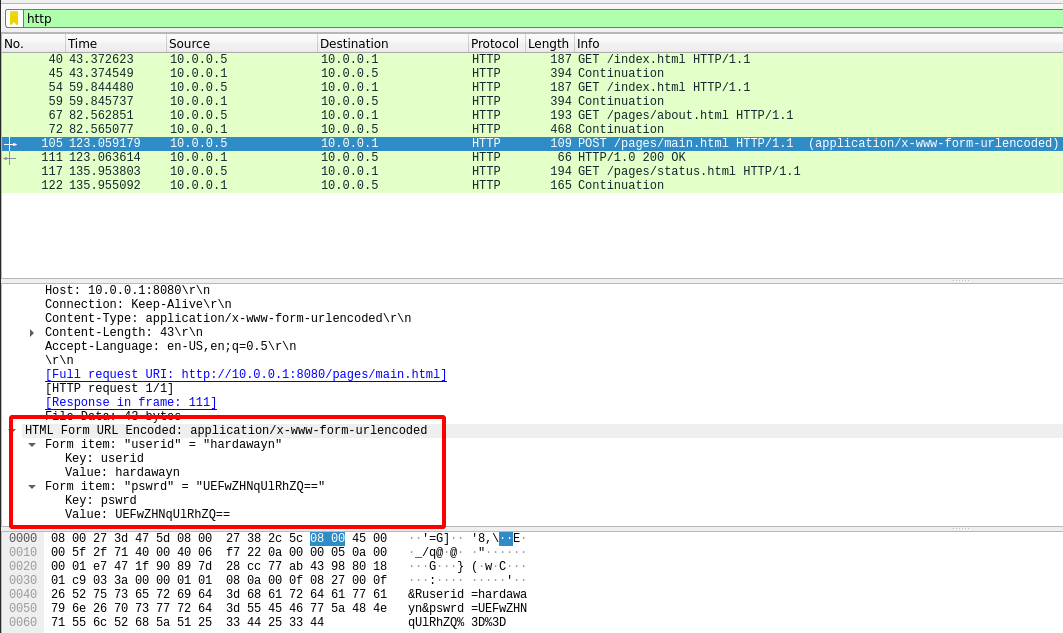 http
No. Time Source Destination Protocol Length Info
40 43.372623 10.0.0.5 10.0.0.1 HTTP 187 GET /index.html HTTP/1.1
45 43.374549 10.0.0.1 10.0.0.5 HTTP 394 Continuation
54 59.844480 10.0.0.5 10.0.0.1 HTTP 187 GET /index.html HTTP/1.1
59 59.845737 10.0.0.1 10.0.0.5 HTTP 394 Continuation
67 82.562851 10.0.0.5 10.0.0.1 HTTP 193 GET /pages/about.html HTTP/1.1
72 82.565077 10.0.0.1 10.0.0.5 HTTP 468 Continuation
105 123.059179 10.0.0.5 10.0.0.1 HTTP 109 POST /pages/main.html HTTP/1.1  (application/x-www-form-urlencoded)
111 123.063614 10.0.0.1 10.0.0.5 HTTP 66 HTTP/1.0 200 OK
117 135.953803 10.0.0.5 10.0.0.1 HTTP 194 GET /pages/status.html HTTP/1.1
122 135.955092 10.0.0.1 10.0.0.5 HTTP 165 Continuation
Host: 10.0.0.1:8080\r\n
Connection: Keep-Alive\r\n
Content-Type: application/x-www-form-urlencoded\r\n
Content-Length: 43\r\n
Accept-Language: en-US,en;q=0.5\r\n
\r\n
[Full request URI: http://10.0.0.1:8080/pages/main.html]
[HTTP request 1/1]
[Response in frame: 111]
File Data: 43 bytes
HTML Form URL Encoded: application/x-www-form-urlencoded
Form item: "userid" = "hardawayn"
Key: userid
Value: hardawayn
Form item: "pswrd" = "UEFwZHNqUlRhZQ=="
Key: pswrd
Value: UEFwZHNqUlRhZQ==
0000 08 00 27 3d 47 5d 08 00 27 38 2c 5c 08 00 45 00 ··'=G]·· '8,\··E·
0010 00 5f 2f 71 40 00 40 06 f7 22 0a 00 00 05 0a 00 ·_/q@·@· ·"······
0020 00 01 e7 47 1f 90 89 7d 28 cc 77 ab 43 98 80 18 ···G···} (·w·C···
0030 01 c9 03 3a 00 00 01 01 08 0a 00 0f 08 27 00 0f ···:···· ·····'··
0040 26 52 75 73 65 72 69 64 3d 68 61 72 64 61 77 61 &Ruserid =hardawa
0050 79 6e 26 70 73 77 72 64 3d 55 45 46 77 5a 48 4e yn&pswrd =UEFwZHN
0060 71 55 6c 52 68 5a 51 25 33 44 25 33 44 qUlRhZQ% 3D%3D